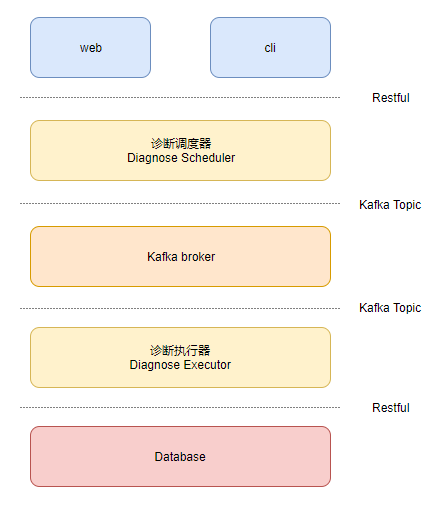 web
cli
Restful
诊断调度器
Diagnose Scheduler
Kafka Topic
Kafka broker
Kafka Topic
诊断执行器
Diagnose Executor
Restful
Database